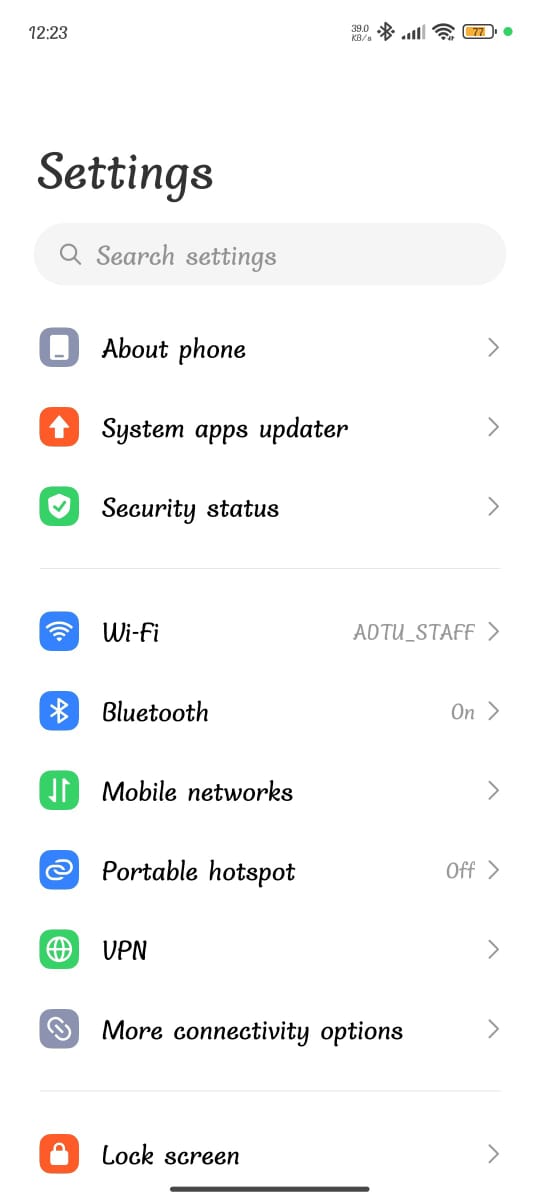 12:23
39.0
KB/s
77
Settings
Search settings
About phone
System apps updater
Security status
Wi-Fi AOTU_STAFF
Bluetooth On
Mobile networks
Portable hotspot Off
VPN
More connectivity options
Lock screen